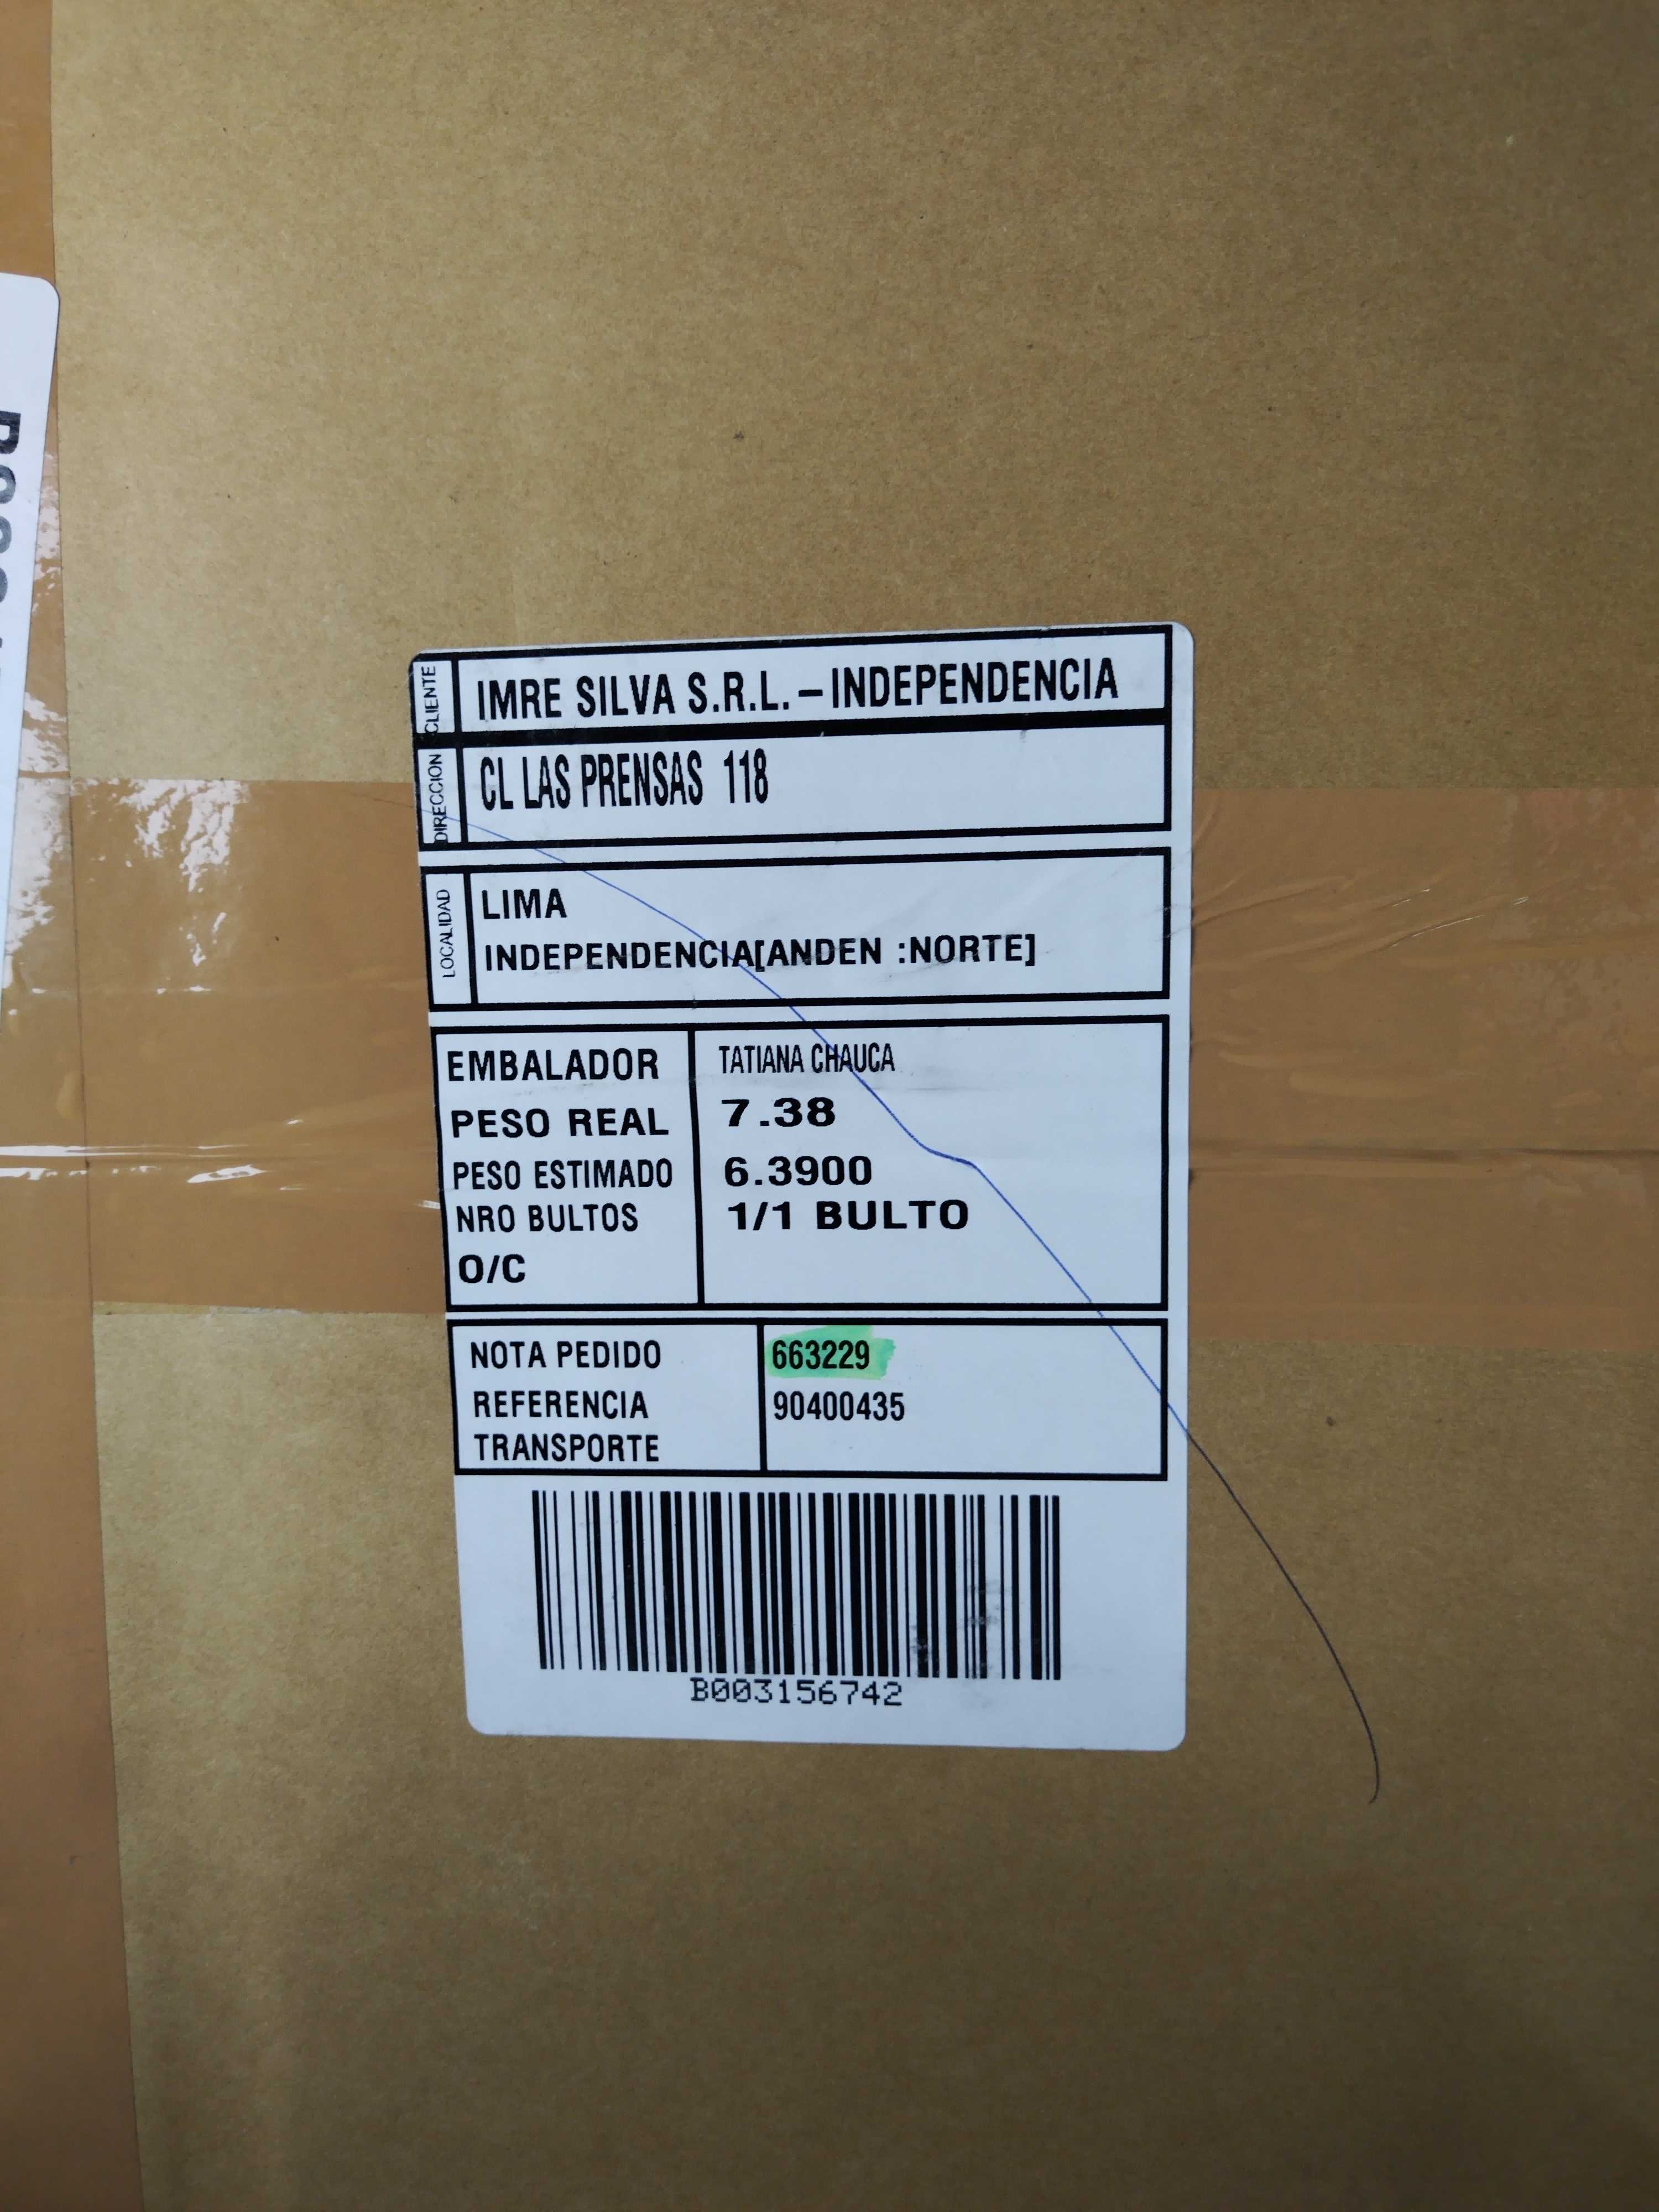 CLIENTE IMRE SILVA S.R.L. – INDEPENDENCIA
DIRECCION CL LAS PRENSAS 118
LOCALIDAD LIMA
INDEPENDENCIA[ANDEN :NORTE]
EMBALADOR TATIANA CHAUCA
PESO REAL 7.38
PESO ESTIMADO 6.3900
NRO BULTOS 1/1 BULTO
O/C
NOTA PEDIDO 663229
REFERENCIA 90400435
TRANSPORTE
B003156742